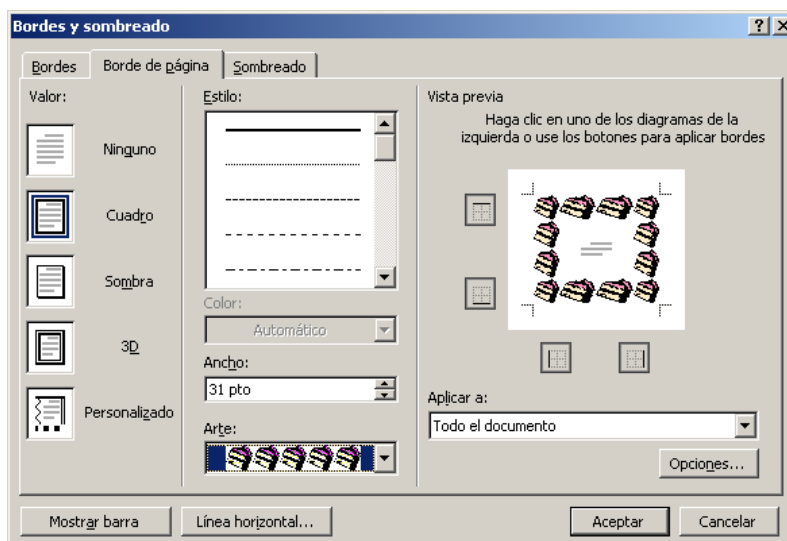 Bordes y sombreado
Bordes
Borde de página
Sombreado
Valor:
Ninguno
Cuadro
Sombra
3D
Personalizado
Estilo:
Color:
Automático
Ancho:
31 pto
Arte:
Vista previa
Haga clic en uno de los diagramas de la
izquierda o use los botones para aplicar bordes
Aplicar a:
Todo el documento
Opciones...
Mostrar barra
Línea horizontal...
Aceptar
Cancelar